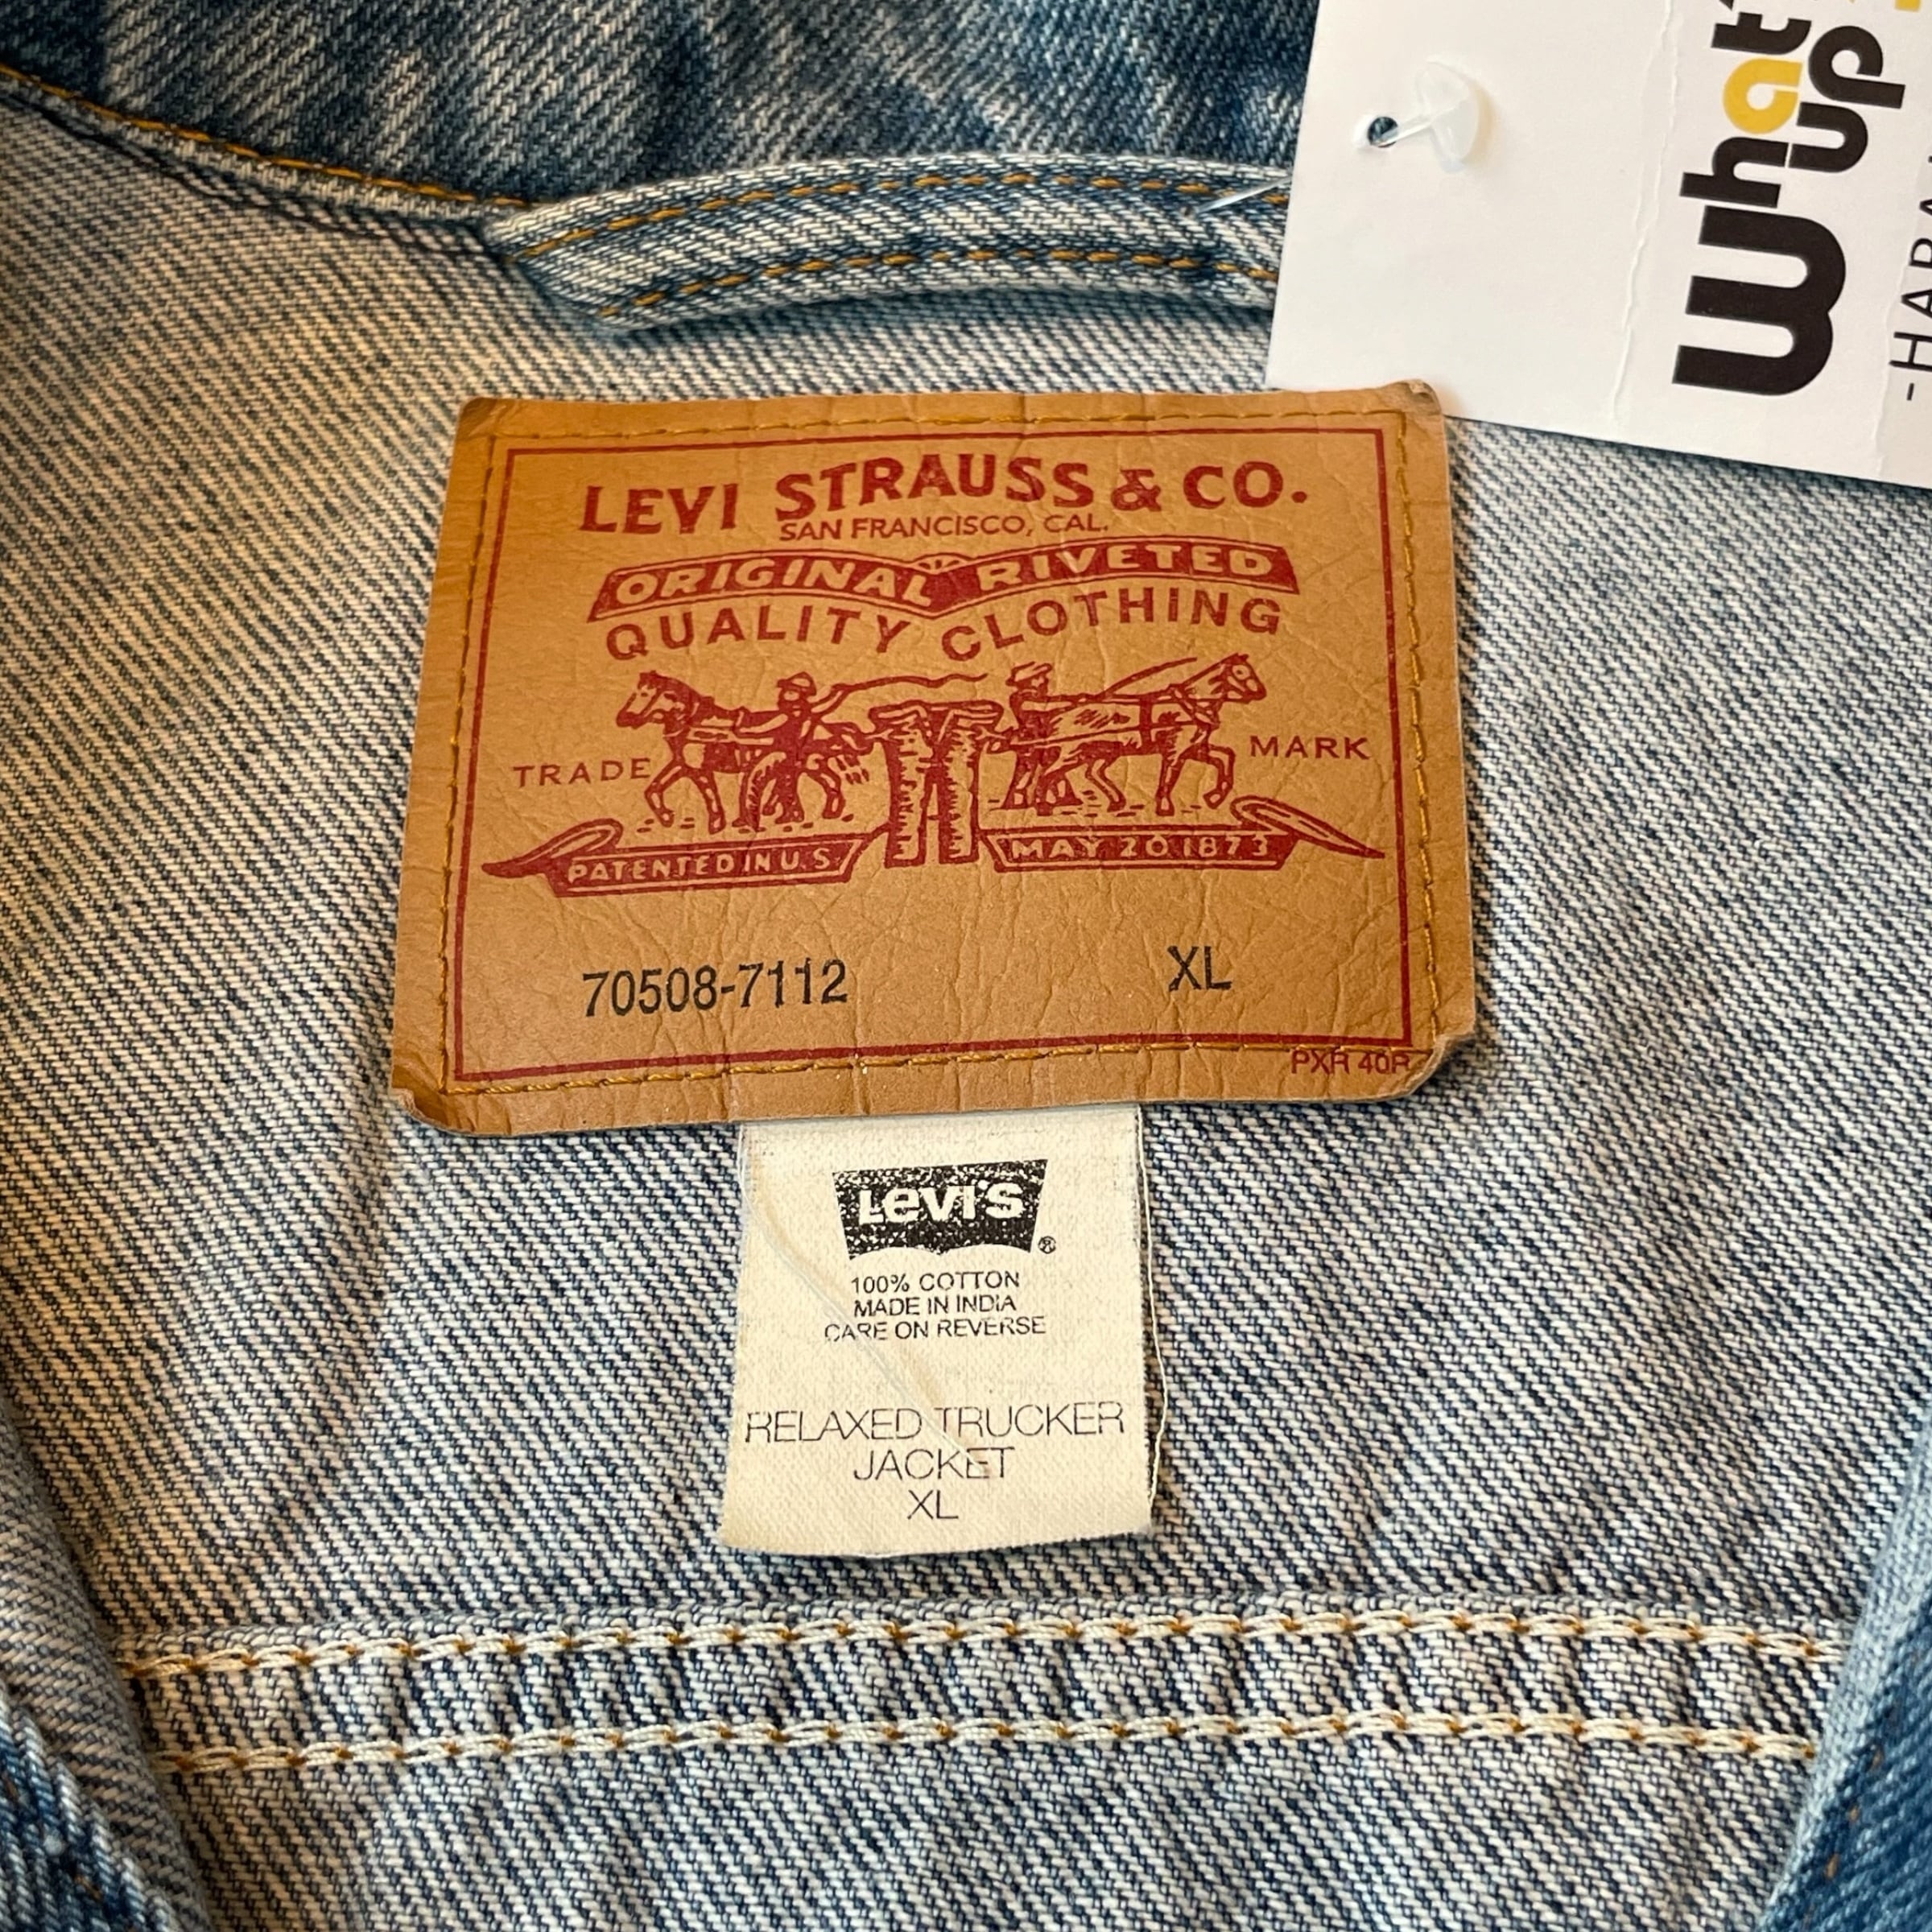 What's
up
-HARA
LEVI STRAUSS & CO.
SAN FRANCISCO, CAL.
ORIGINAL RIVETED
QUALITY CLOTHING
TRADE MARK
PATENTED IN U.S. MAY 20 1873
70508-7112 XL
PXR 40P
LEVI'S ®
100% COTTON
MADE IN INDIA
CARE ON REVERSE
RELAXED TRUCKER
JACKET
XL